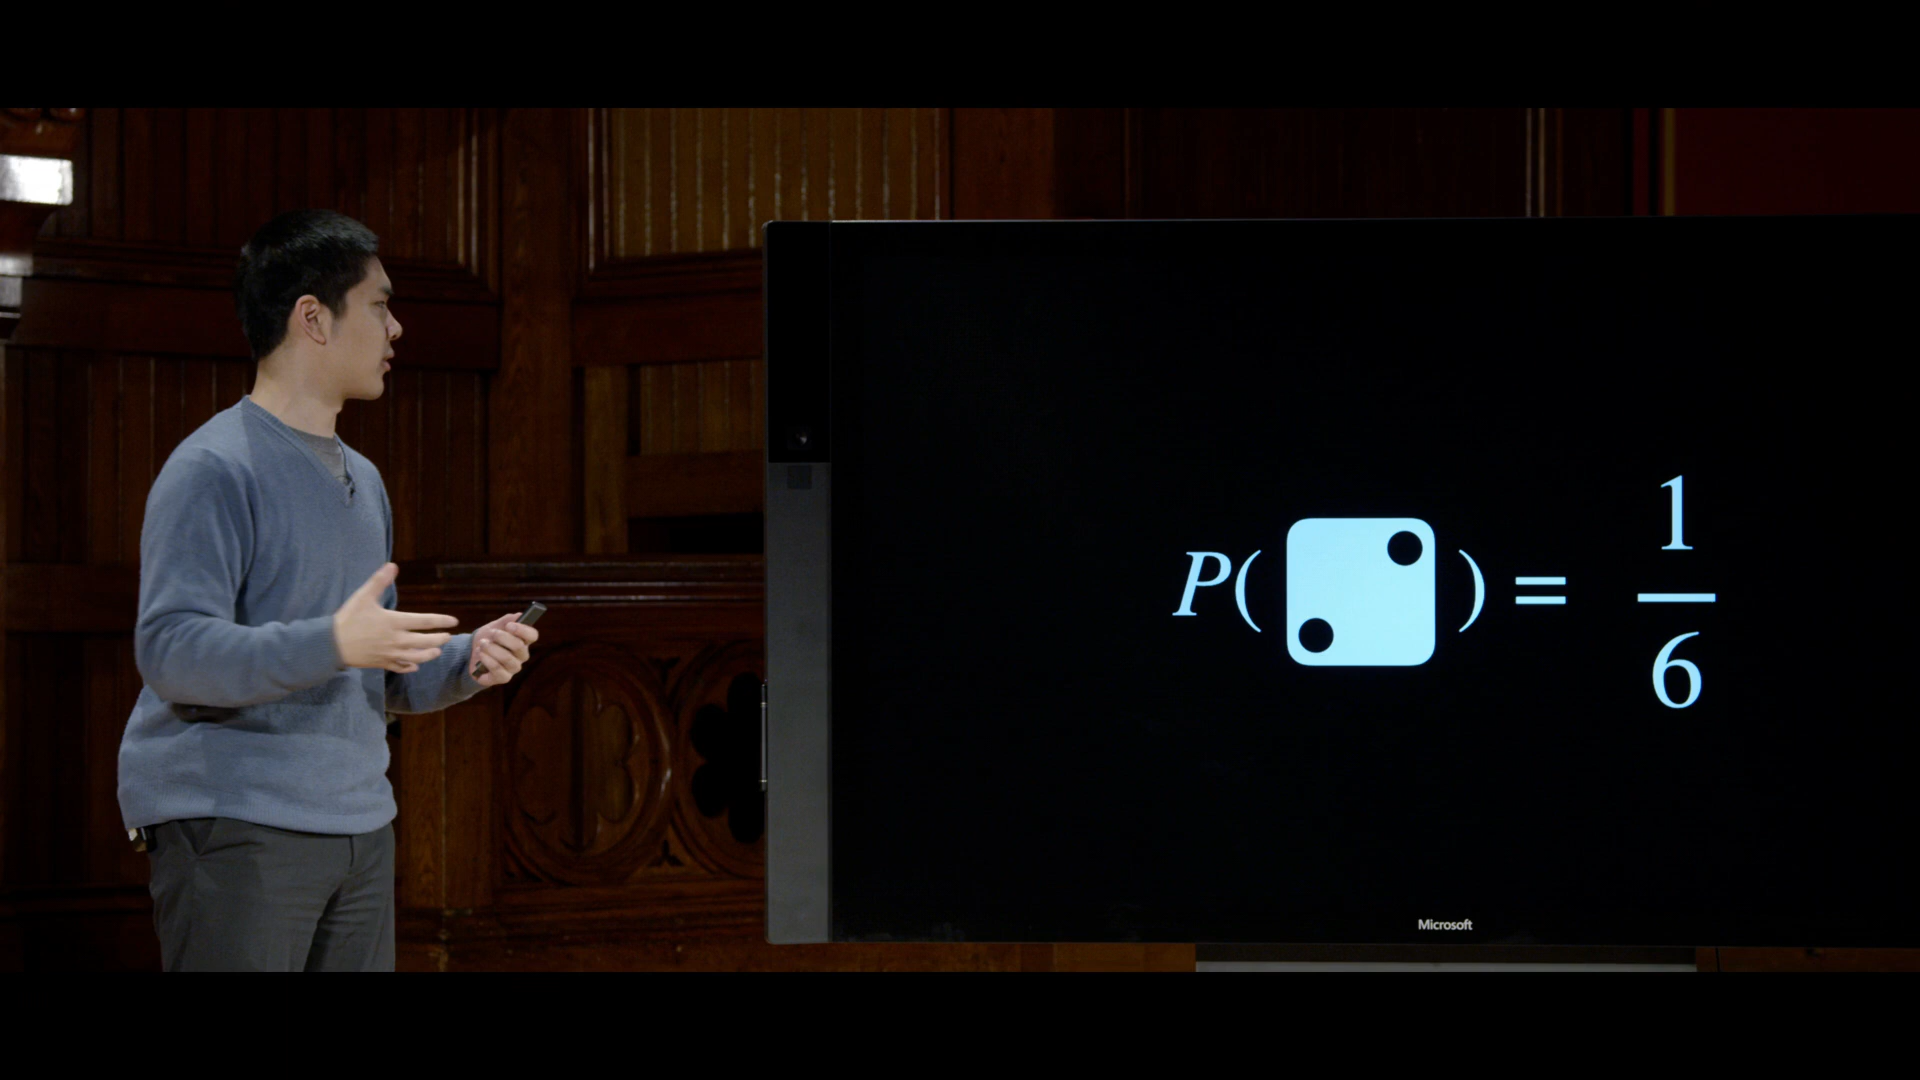 P( ) = 1/6
Microsoft